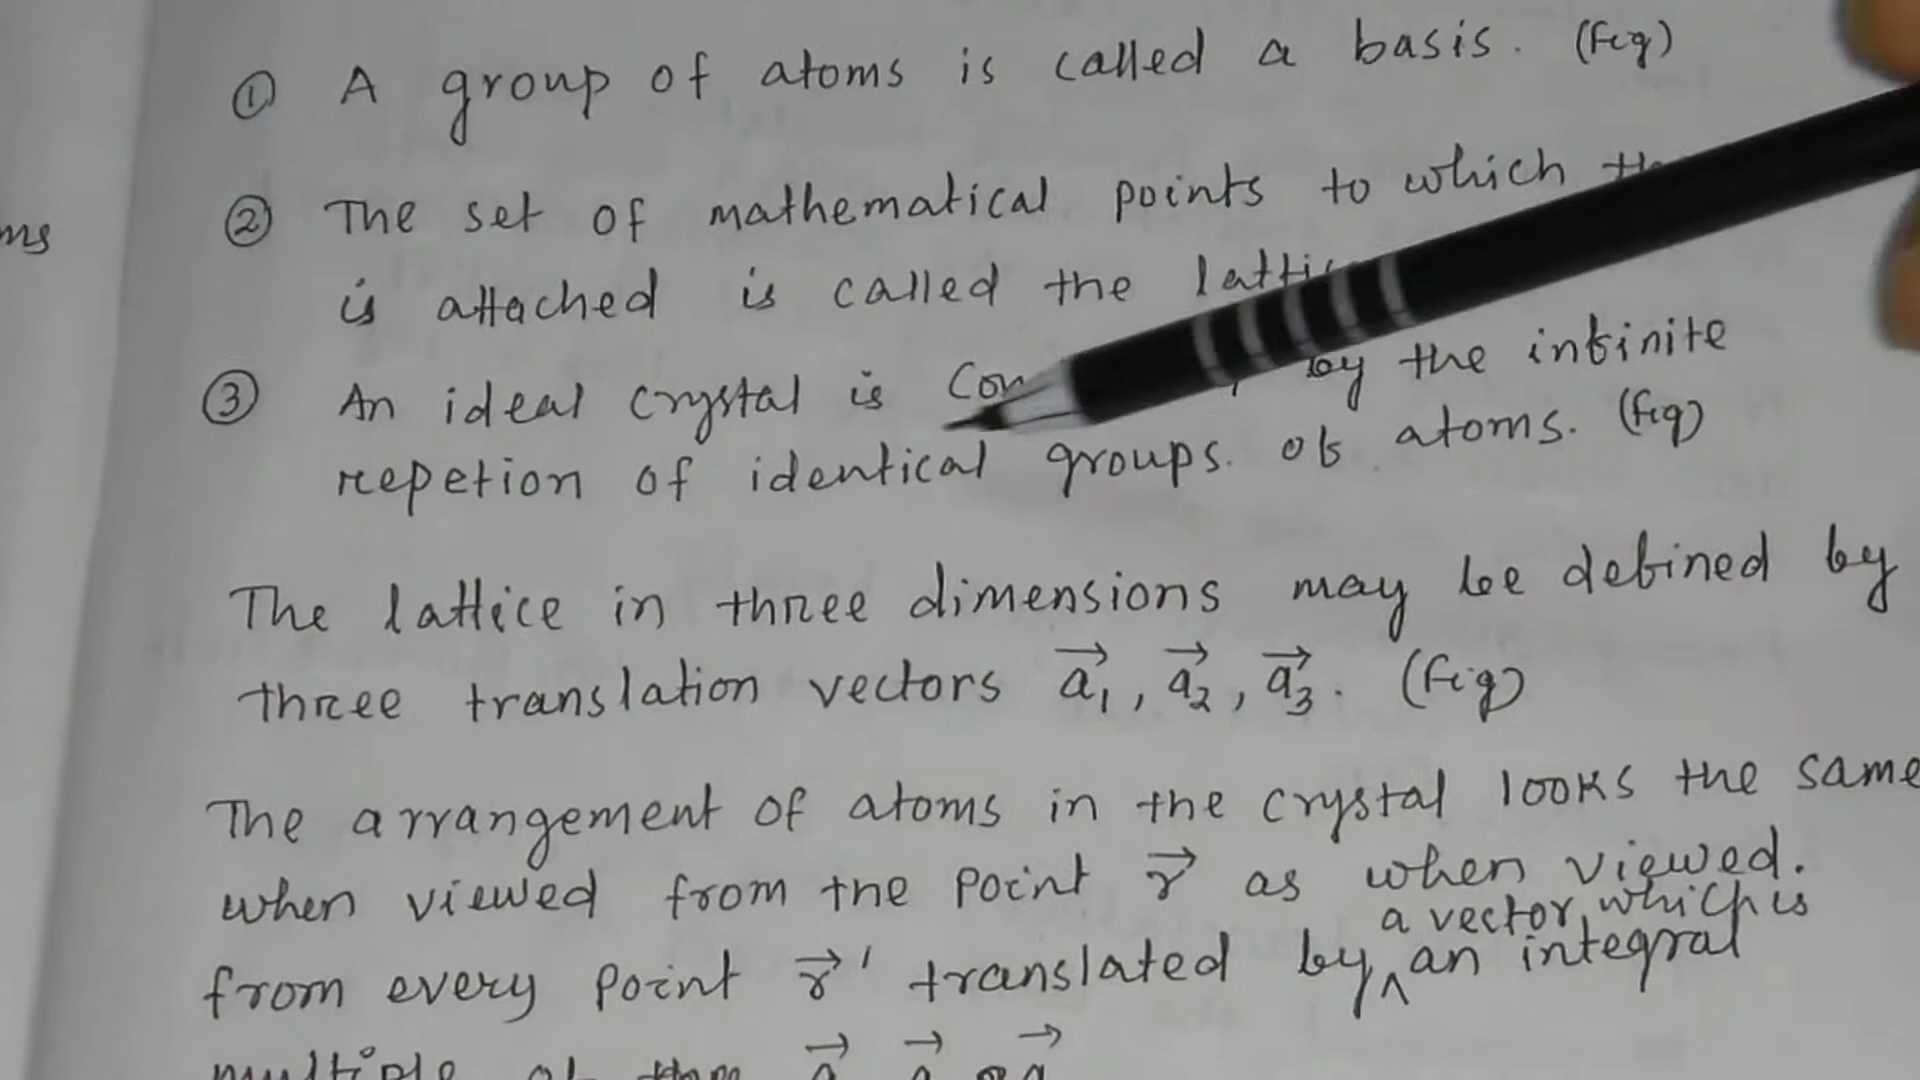 ① A group of atoms is called a basis. (Fig)
② The set of mathematical points to which
ms
is attached is called the
③ An ideal crystal is by the infinite
repetion of identical groups. of atoms. (Fig)
The lattice in three dimensions may be defined by
three translation vectors a⃗₁, a⃗₂, a⃗₃. (Fig)
The arrangement of atoms in the crystal looks the same
when viewed from the point r⃗ as when viewed.
a vector, which is
from every point r⃗' translated by ^ an integral
multiple of the